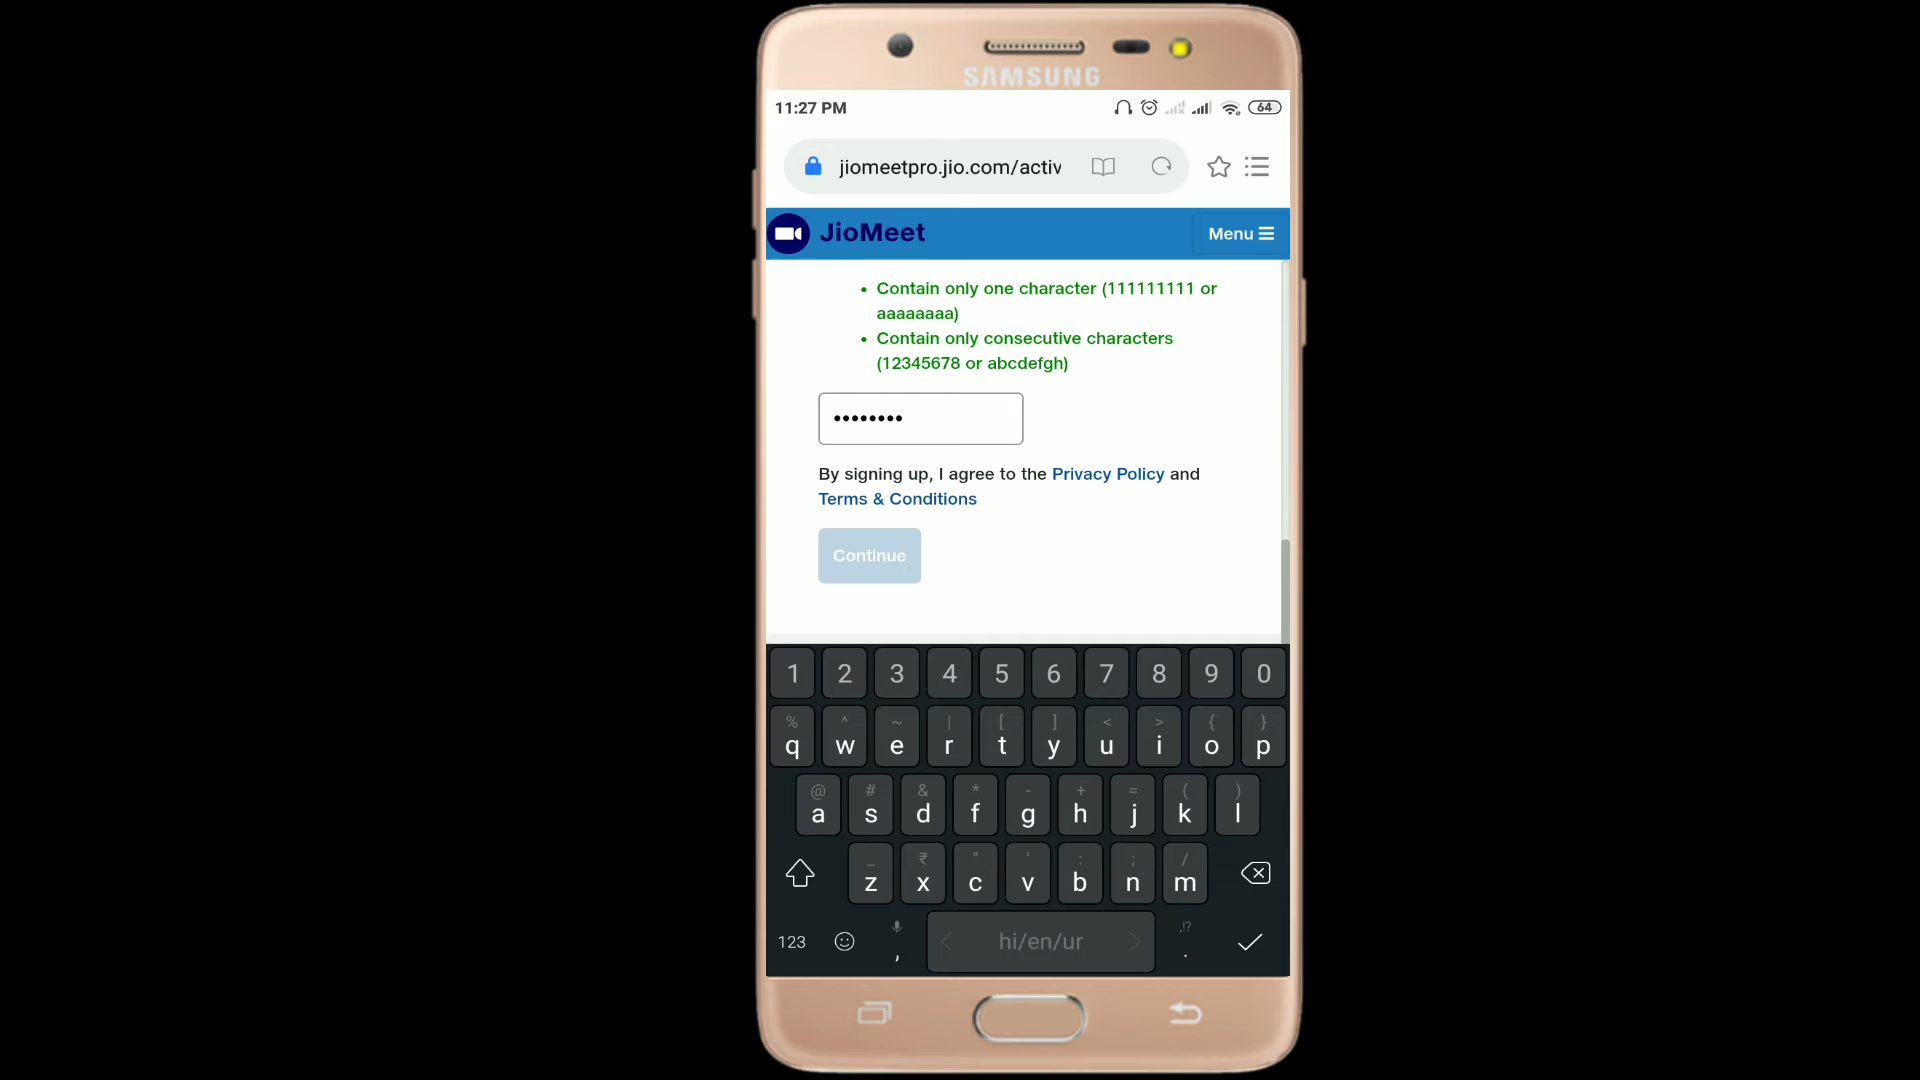 SAMSUNG
11:27 PM
64
jiomeetpro.jio.com/activ
JioMeet
Menu
• Contain only one character (111111111 or
aaaaaaaa)
• Contain only consecutive characters
(12345678 or abcdefgh)
••••••••
By signing up, I agree to the Privacy Policy and
Terms & Conditions
Continue
1 2 3 4 5 6 7 8 9 0
% ^ ~ | [ ] < > { }
q w e r t y u i o p
@ # & * - + = ( )
a s d f g h j k l
_ ₹ " ' : ; /
z x c v b n m
123 , hi/en/ur ,!? .